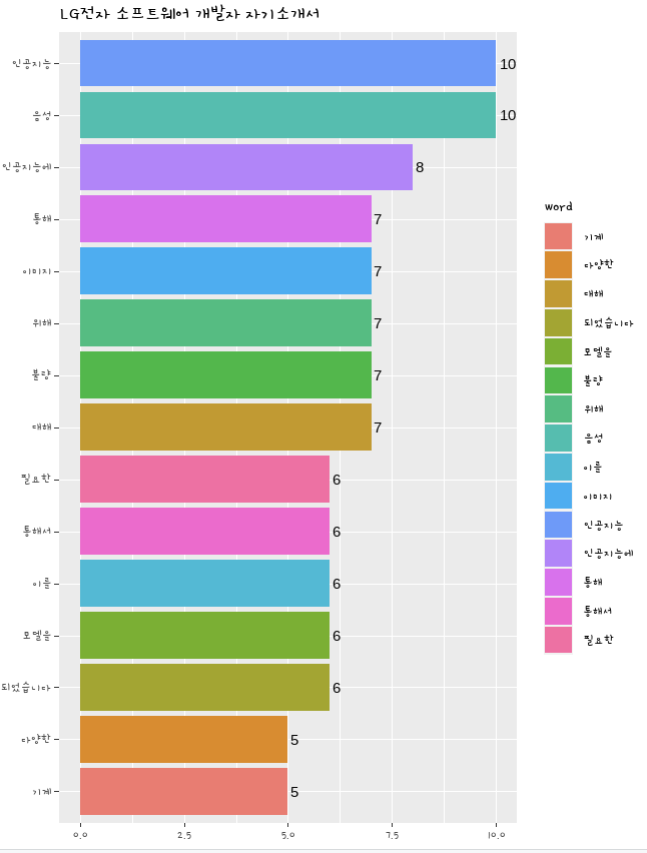 LG전자 소프트웨어 개발자 자기소개서
인공지능
10
음성
10
인공지능에
8
통해
7
이미지
7
위해
7
불량
7
대해
7
필요한
6
통해서
6
이를
6
모델을
6
되었습니다
6
다양한
5
기계
5
0.0 2.5 5.0 7.5 10.0
word
기계
다양한
대해
되었습니다
모델을
불량
위해
음성
이를
이미지
인공지능
인공지능에
통해
통해서
필요한